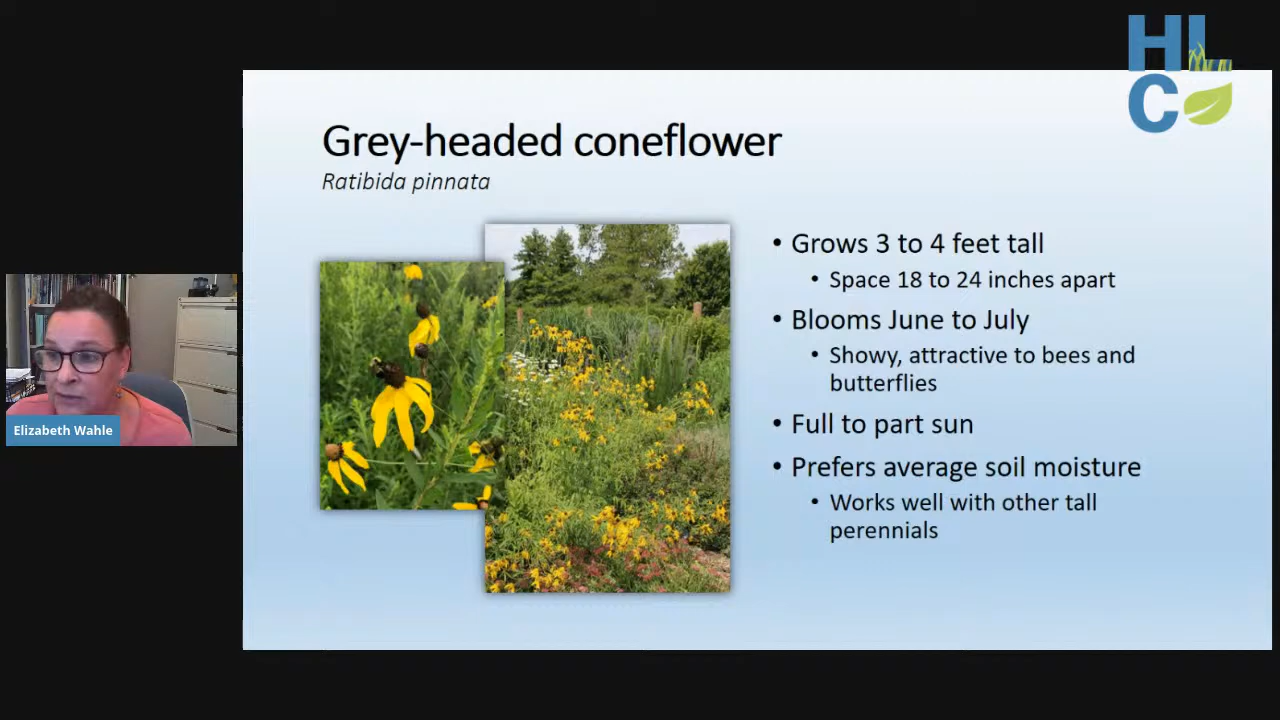 HL
C
Grey-headed coneflower
Ratibida pinnata
• Grows 3 to 4 feet tall
• Space 18 to 24 inches apart
• Blooms June to July
• Showy, attractive to bees and
butterflies
• Full to part sun
• Prefers average soil moisture
• Works well with other tall
perennials
Elizabeth Wahle